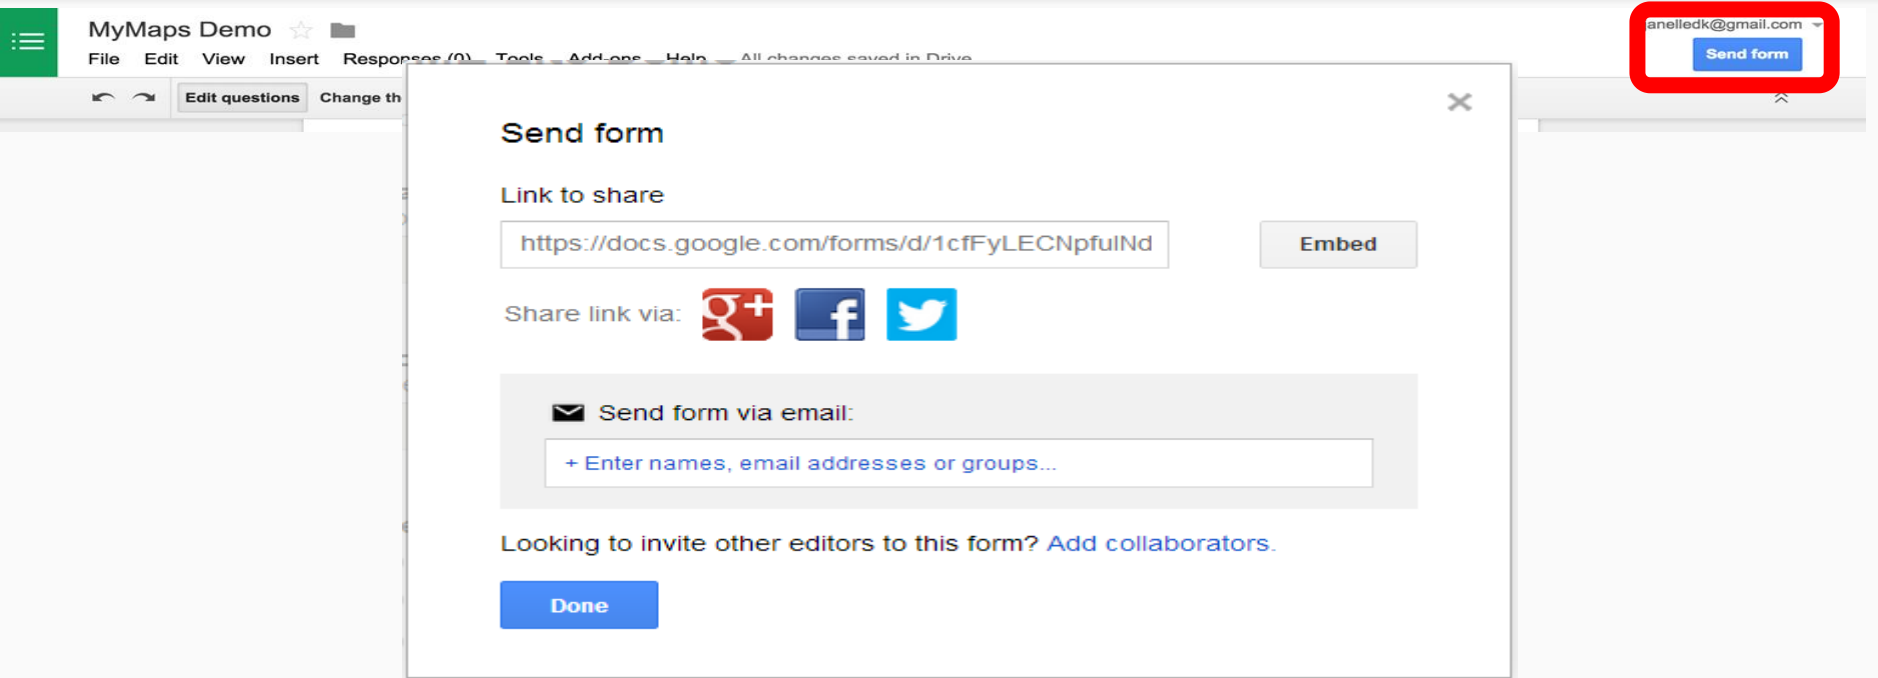 MyMaps Demo
anelledk@gmail.com
Send form
File Edit View Insert Responses (0) Tools Add-ons Help All changes saved in Drive
Edit questions Change th
Send form
Link to share
https://docs.google.com/forms/d/1cfFyLECNpfulNd
Embed
Share link via: g+ f
Send form via email:
+ Enter names, email addresses or groups...
Looking to invite other editors to this form? Add collaborators.
Done